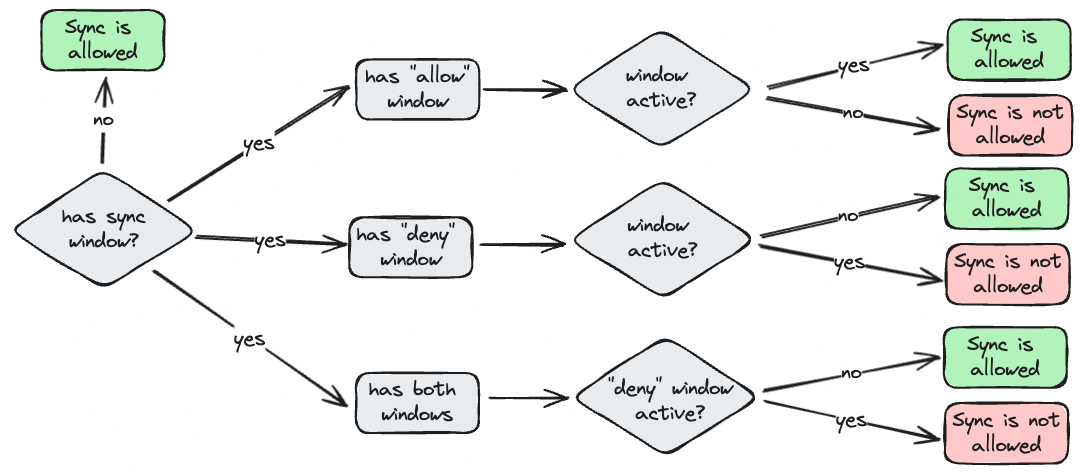 Sync is
allowed
no
has sync
window?
yes
has "allow"
window
window
active?
yes
Sync is
allowed
no
Sync is not
allowed
yes
has "deny"
window
window
active?
no
Sync is
allowed
yes
Sync is not
allowed
yes
has both
windows
"deny" window
active?
no
Sync is
allowed
yes
Sync is not
allowed